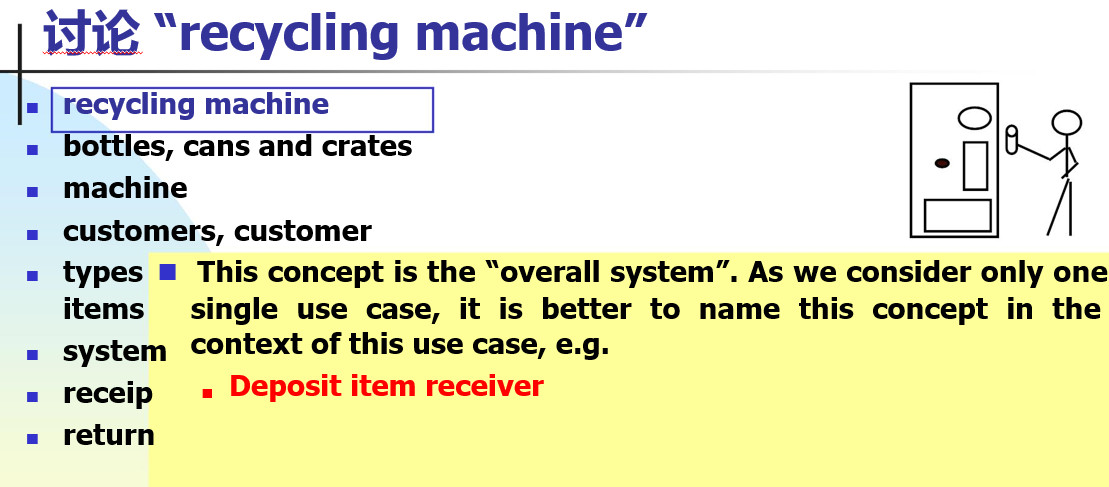 讨论 “recycling machine”
recycling machine
bottles, cans and crates
machine
customers, customer
types
items
system
receip
return
This concept is the “overall system”. As we consider only one
single use case, it is better to name this concept in the
context of this use case, e.g.
Deposit item receiver